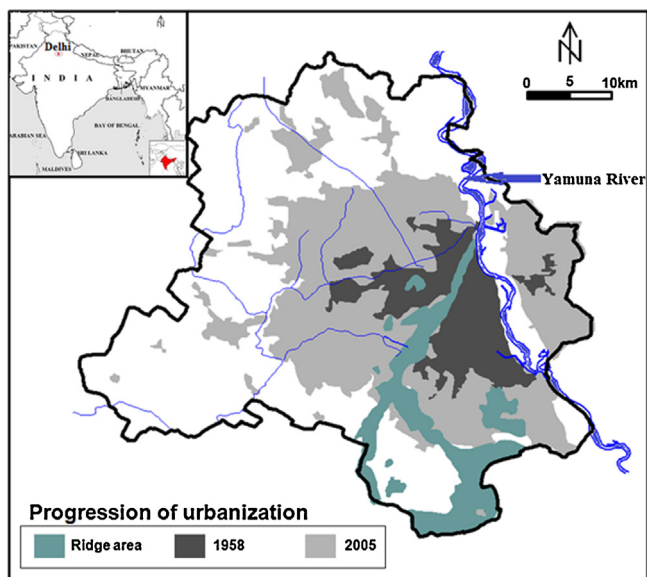 N
PAKISTAN
Delhi
NEPAL
BHUTAN
INDIA
BANGLADESH
MYANMAR
ARABIAN SEA
BAY OF BENGAL
SRI LANKA
MALDIVES
N
0 5 10km
Yamuna River
Progression of urbanization
Ridge area 1958 2005